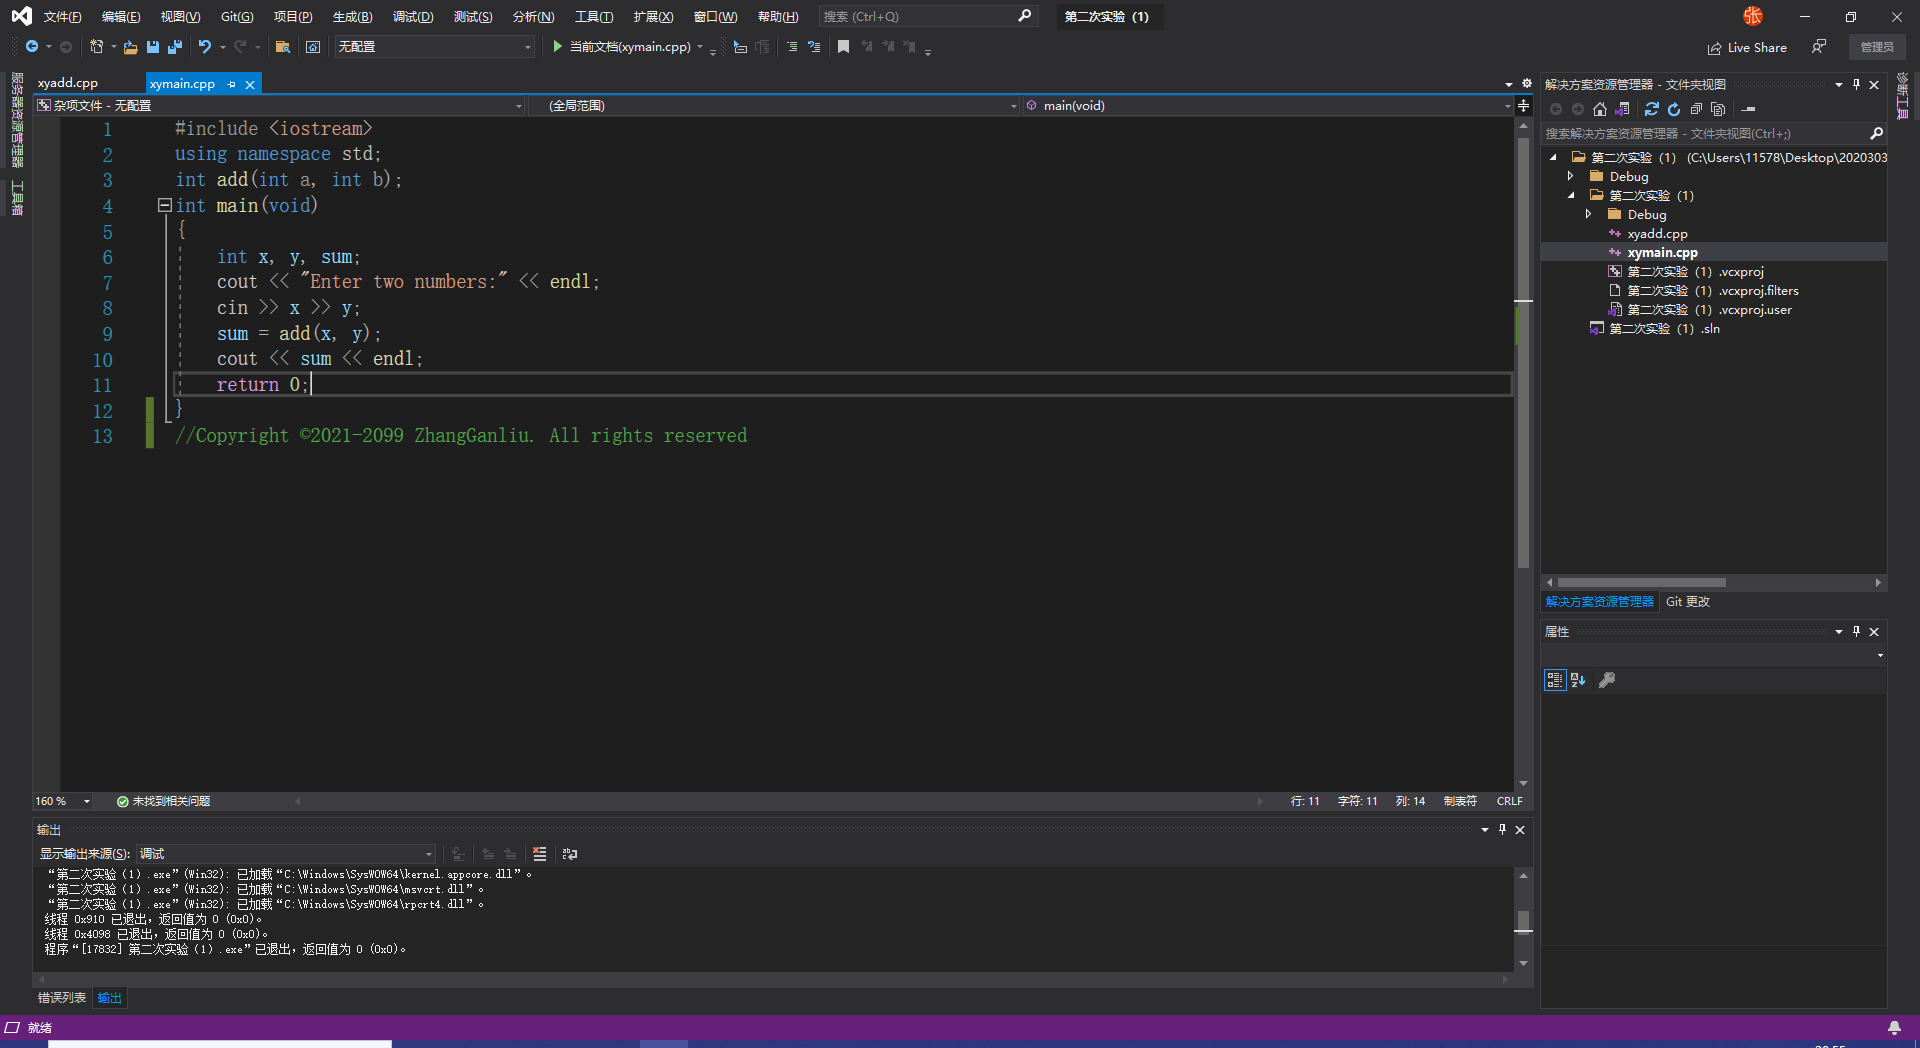 文件(F) 编辑(E) 视图(V) Git(G) 项目(P) 生成(B) 调试(D) 测试(S) 分析(N) 工具(T) 扩展(X) 窗口(W) 帮助(H) 搜索 (Ctrl+Q) 第二次实验 (1) 张
无配置 当前文档(xymain.cpp) Live Share 管理员
服务器资源管理器
工具箱
xyadd.cpp xymain.cpp
杂项文件 - 无配置 (全局范围) main(void)
1 #include <iostream>
2 using namespace std;
3 int add(int a, int b);
4 int main(void)
5 {
6 int x, y, sum;
7 cout << "Enter two numbers:" << endl;
8 cin >> x >> y;
9 sum = add(x, y);
10 cout << sum << endl;
11 return 0;
12 }
13 //Copyright ©2021-2099 ZhangGanliu. All rights reserved
160 % 未找到相关问题 行: 11 字符: 11 列: 14 制表符 CRLF
输出
显示输出来源(S): 调试
“第二次实验 (1).exe”(Win32): 已加载“C:\Windows\SysWOW64\kernel.appcore.dll”。
“第二次实验 (1).exe”(Win32): 已加载“C:\Windows\SysWOW64\msvcrt.dll”。
“第二次实验 (1).exe”(Win32): 已加载“C:\Windows\SysWOW64\rpcrt4.dll”。
线程 0x910 已退出，返回值为 0 (0x0)。
线程 0x4098 已退出，返回值为 0 (0x0)。
程序“[17832] 第二次实验 (1).exe”已退出，返回值为 0 (0x0)。
错误列表 输出
解决方案资源管理器 - 文件夹视图
搜索解决方案资源管理器 - 文件夹视图(Ctrl+;)
第二次实验 (1) (C:\Users\11578\Desktop\2020303
Debug
第二次实验 (1)
Debug
xyadd.cpp
xymain.cpp
第二次实验 (1) .vcxproj
第二次实验 (1) .vcxproj.filters
第二次实验 (1) .vcxproj.user
第二次实验 (1) .sln
解决方案资源管理器 Git 更改
属性
诊断工具
就绪